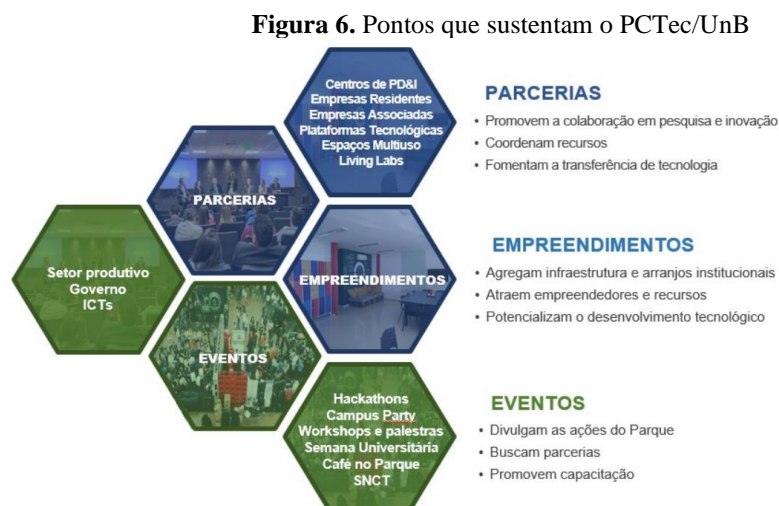 Figura 6. Pontos que sustentam o PCTec/UnB
Centros de PD&I
Empresas Residentes
Empresas Associadas
Plataformas Tecnológicas
Espaços Multiuso
Living Labs
PARCERIAS
• Promovem a colaboração em pesquisa e inovação
• Coordenam recursos
• Fomentam a transferência de tecnologia
PARCERIAS
Setor produtivo
Governo
ICTs
EMPREENDIMENTOS
EMPREENDIMENTOS
• Agregam infraestrutura e arranjos institucionais
• Atraem empreendedores e recursos
• Potencializam o desenvolvimento tecnológico
EVENTOS
Hackathons
Campus Party
Workshops e palestras
Semana Universitária
Café no Parque
SNCT
EVENTOS
• Divulgam as ações do Parque
• Buscam parcerias
• Promovem capacitação